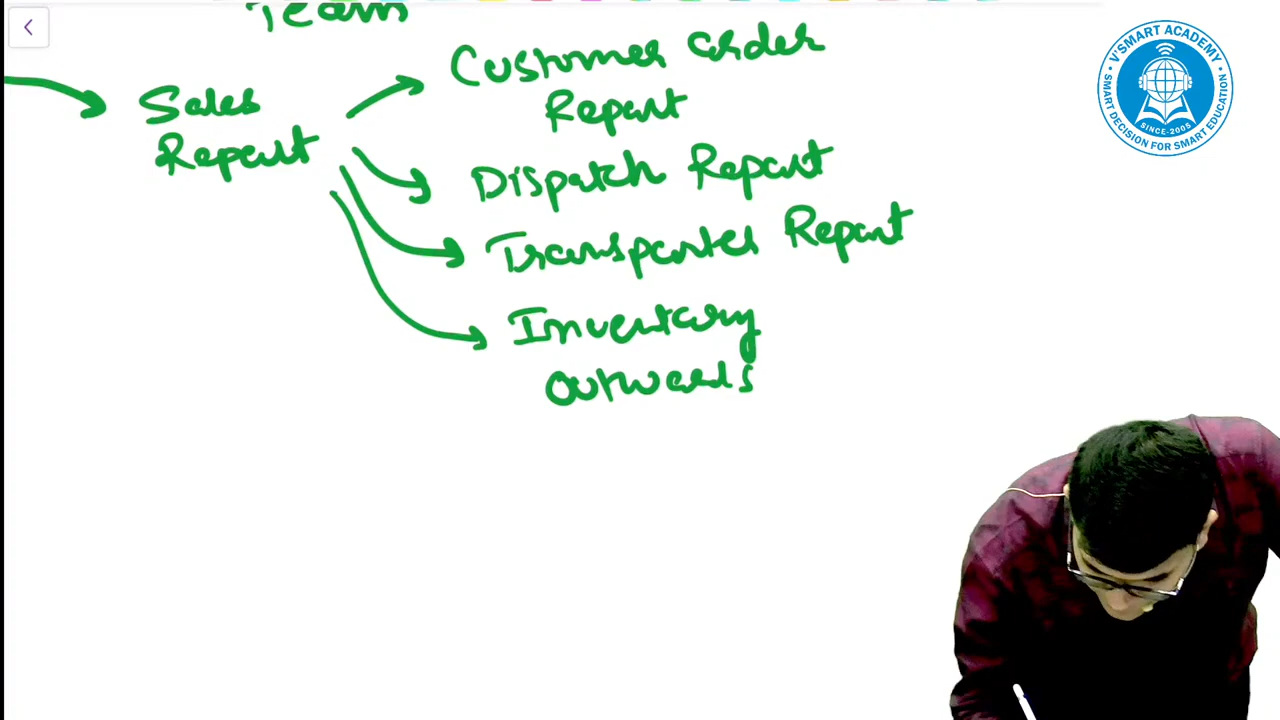 Team
Sales
Report
Customer order
Report
Dispatch Report
Transporter Report
Inventory
outwards
V'SMART ACADEMY
SMART DECISION FOR SMART EDUCATION
SINCE-2005